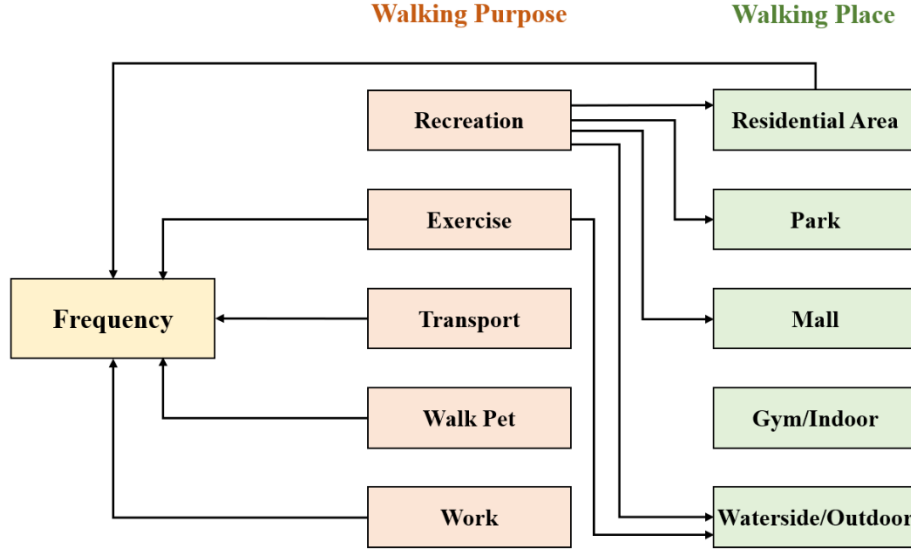 Walking Purpose
Walking Place
Recreation
Residential Area
Exercise
Park
Frequency
Transport
Mall
Walk Pet
Gym/Indoor
Work
Waterside/Outdoor